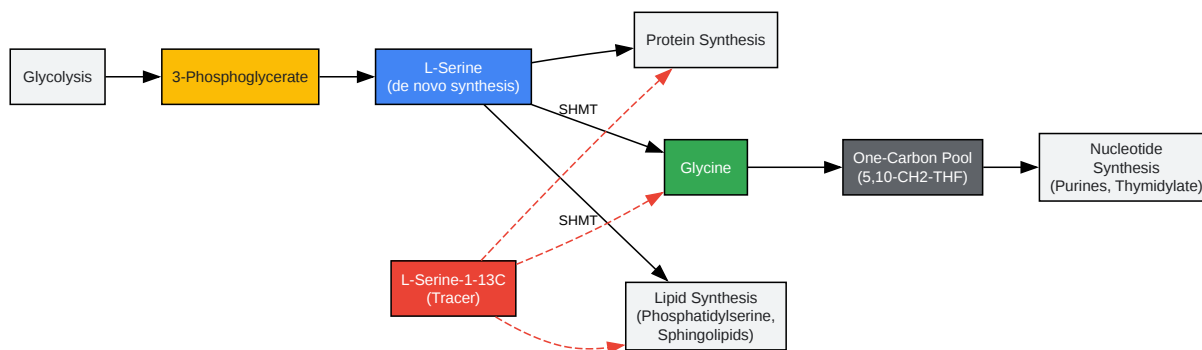 Glycolysis
3-Phosphoglycerate
L-Serine
(de novo synthesis)
Protein Synthesis
SHMT
Glycine
One-Carbon Pool
(5,10-CH2-THF)
Nucleotide
Synthesis
(Purines, Thymidylate)
SHMT
L-Serine-1-13C
(Tracer)
Lipid Synthesis
(Phosphatidylserine,
Sphingolipids)